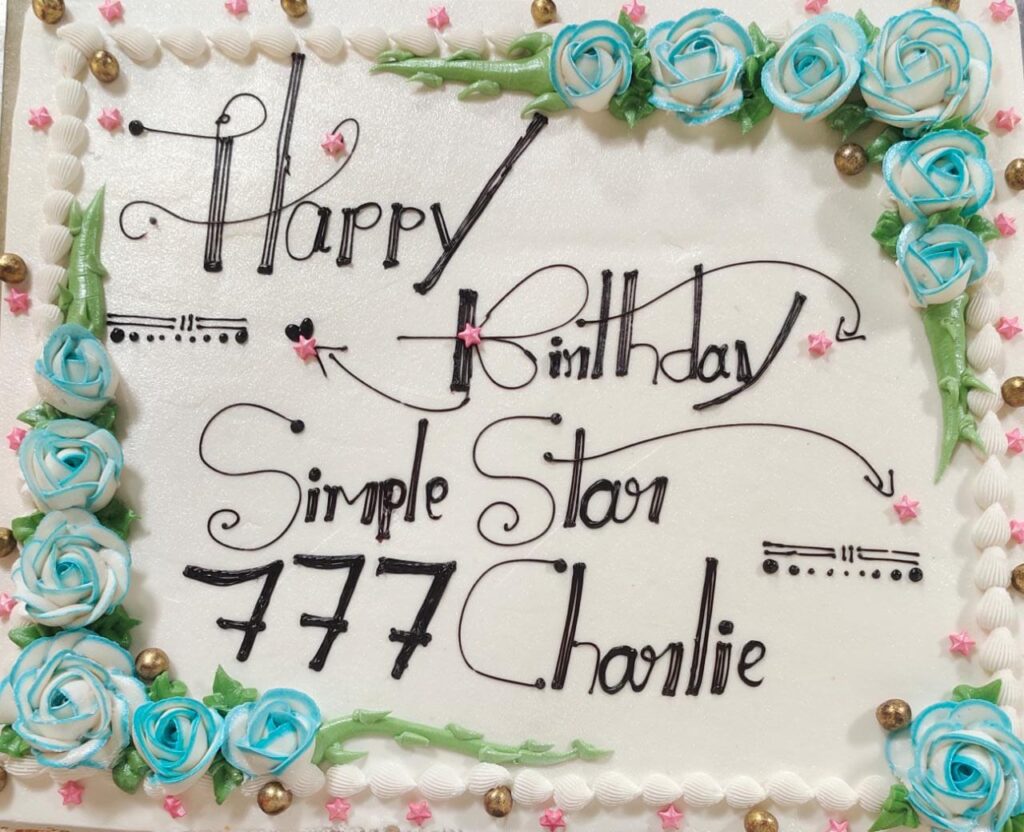 Happy
Birthday
Simple Star
777 Charlie